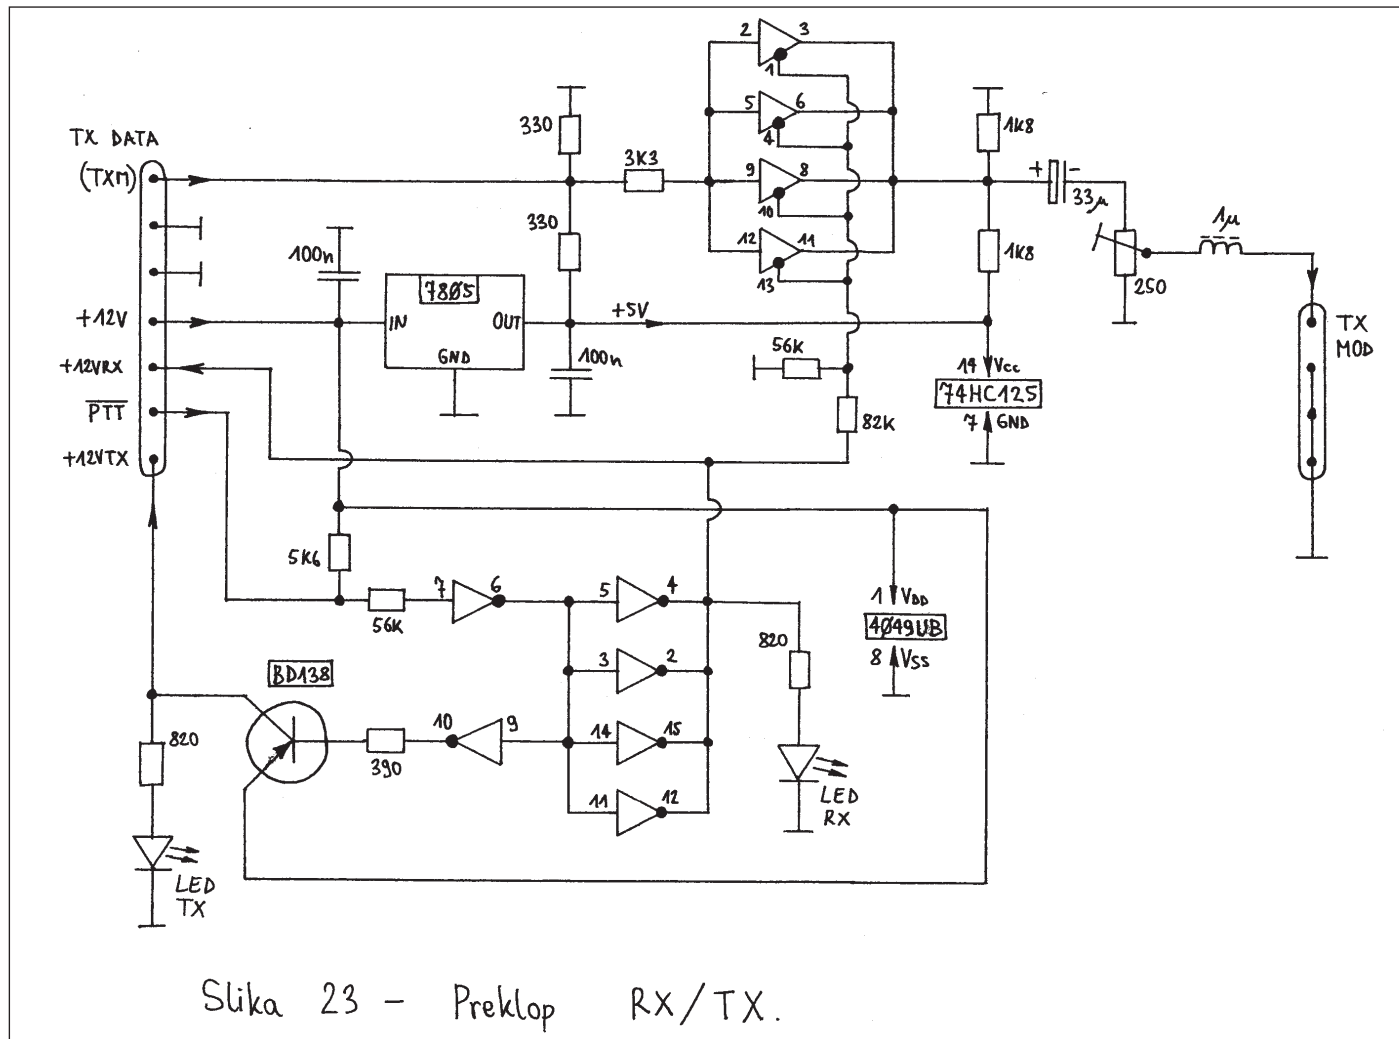 TX DATA
(TXM)
+12V
+12VRX
PTT
+12VTX
100n
7805
IN
OUT
GND
330
330
3K3
+5V
100n
2
3
1
5
6
4
9
8
10
12
11
13
56K
82K
1K8
1K8
+
-
33µ
250
1µ
TX
MOD
14 Vcc
74HC125
7 GND
5K6
56K
7
6
5
4
3
2
14
15
11
12
10
9
BD138
390
820
LED
TX
820
LED
RX
1 VDD
4049UB
8 VSS
Slika 23 - Preklop RX/TX.